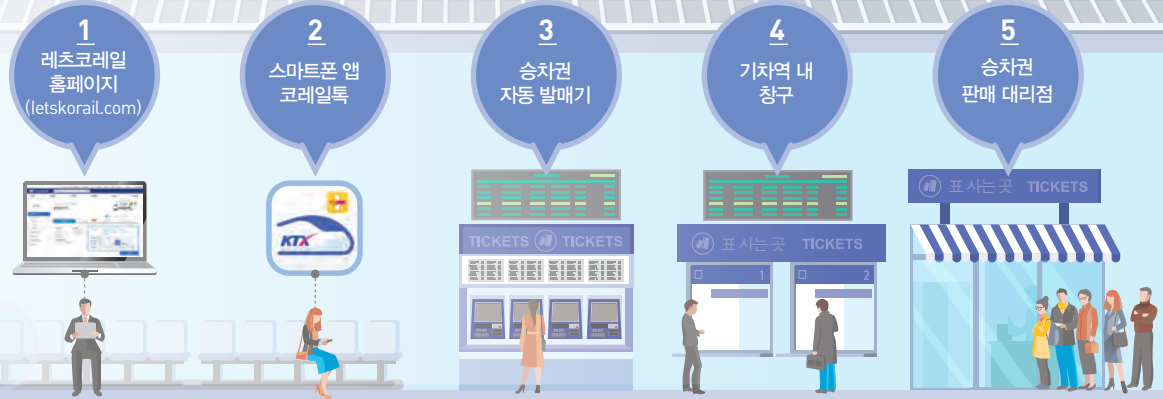 1
레츠코레일
홈페이지
(letskorail.com)
2
스마트폰 앱
코레일톡
3
승차권
자동 발매기
4
기차역 내
창구
5
승차권
판매 대리점
KTX
TICKETS TICKETS
표 사는 곳 TICKETS
1
2
표 사는 곳 TICKETS